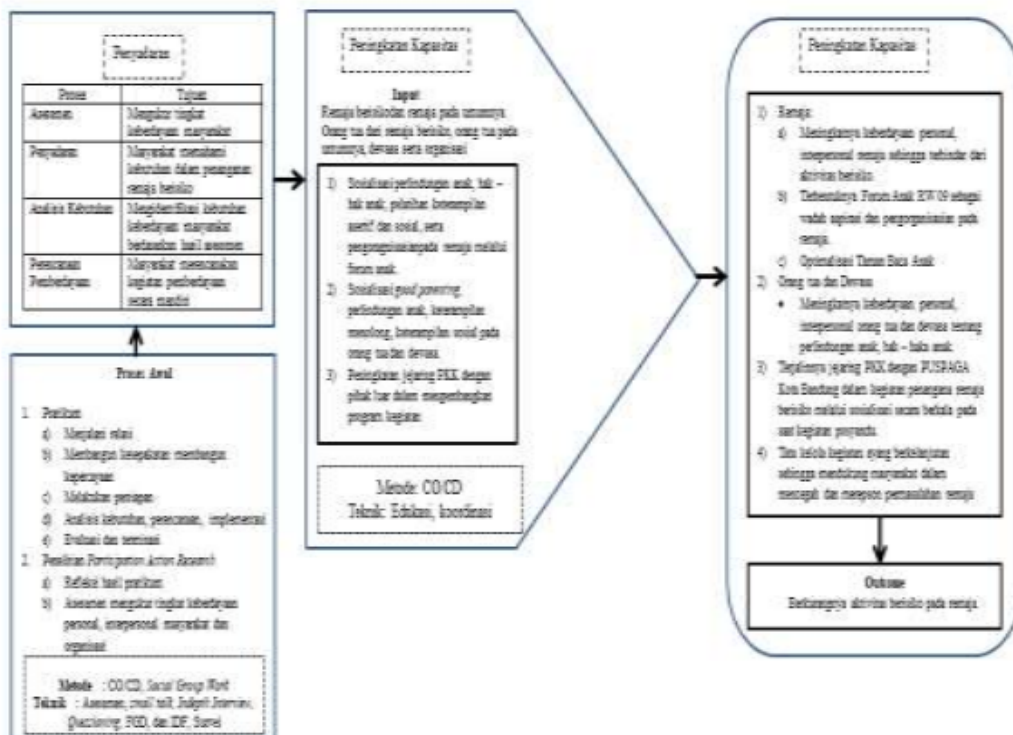 Penyadaran
Proses Tujuan
Asesmen Mengukur tingkat
keberdayaan masyarakat
Penyadaran Masyarakat memahami
kebutuhan dalam penanganan
remaja berisiko
Analisis Kebutuhan Mengidentifikasi kebutuhan
keberdayaan masyarakat
berdasarkan hasil asesmen
Perencanaan Masyarakat merencanakan
Pemberdayaan kegiatan pemberdayaan
secara mandiri
Proses Awal
1. Pratikum
a) Menjalani relasi
b) Membangun kesepakatan membangun
kepercayaan
c) Melakukan persiapan
d) Analisis kebutuhan, perencanaan, implementasi
e) Evaluasi dan terminasi
2. Penelitian Participation Action Research
a) Refleksi hasil pratikum
b) Asesmen mengukur tingkat keberdayaan
personal, interpersonal masyarakat dan
organisasi
Metode : CO/CD, Social Group Work
Teknik : Asesmen, small talk, Indepth Interview,
FGD, dan IDF, Survei
Peningkatan Kapasitas
Input
Remaja berisiko dan remaja pada umumnya
Orang tua dari remaja berisiko, orang tua pada
umumnya, dewasa serta organisasi
1) Sosialisasi perlindungan anak, hak –
hak anak, pelatihan keterampilan
asertif dan sosial, serta
pengorganisasian pada remaja melalui
forum anak.
2) Sosialisasi good parenting
perlindungan anak, keterampilan
menolong, keterampilan sosial pada
orang tua dan dewasa.
3) Peningkatan jejaring PKK dengan
pihak luar dalam mengembangkan
program kegiatan.
Metode: CO/CD
Teknik: Edukasi, koordinasi
Peningkatan Kapasitas
1) Remaja:
a) Meningkatnya keberdayaan personal,
interpersonal remaja sehingga terhindar dari
aktivitas berisiko.
b) Terbentuknya Forum Anak RW 09 sebagai
wadah aspirasi dan pengorganisasian pada
remaja.
c) Optimalisasi Taman Baca Anak
2) Orang tua dan Dewasa
• Meningkatnya keberdayaan personal,
interpersonal orang tua dan dewasa tentang
perlindungan anak, hak – haka anak
3) Terjalinnya jejaring PKK dengan PUSPAGA
Kota Bandung dalam kegiatan penanganan remaja
berisiko melalui sosialisasi secara berkala pada
saat kegiatan posyandu.
4) Tata kelola kegiatan yang berkelanjutan
sehingga mendukung masyarakat dalam
mencegah dan merespon permasalahan remaja
Outcome
Berkurangnya aktivitas berisiko pada remaja.